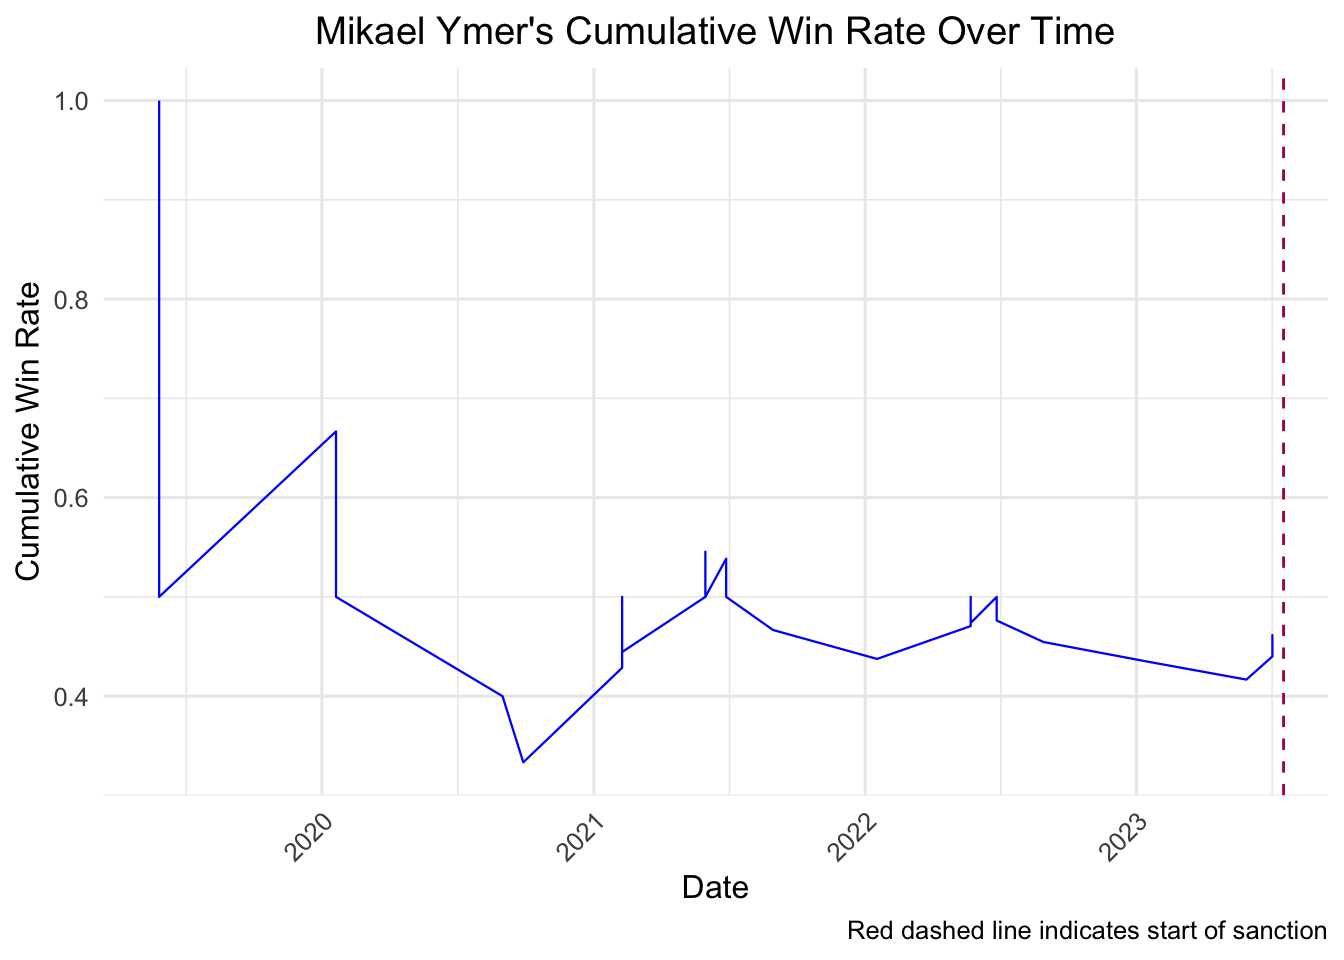 Mikael Ymer's Cumulative Win Rate Over Time
Cumulative Win Rate
1.0
0.8
0.6
0.4
2020
2021
2022
2023
Date
Red dashed line indicates start of sanction